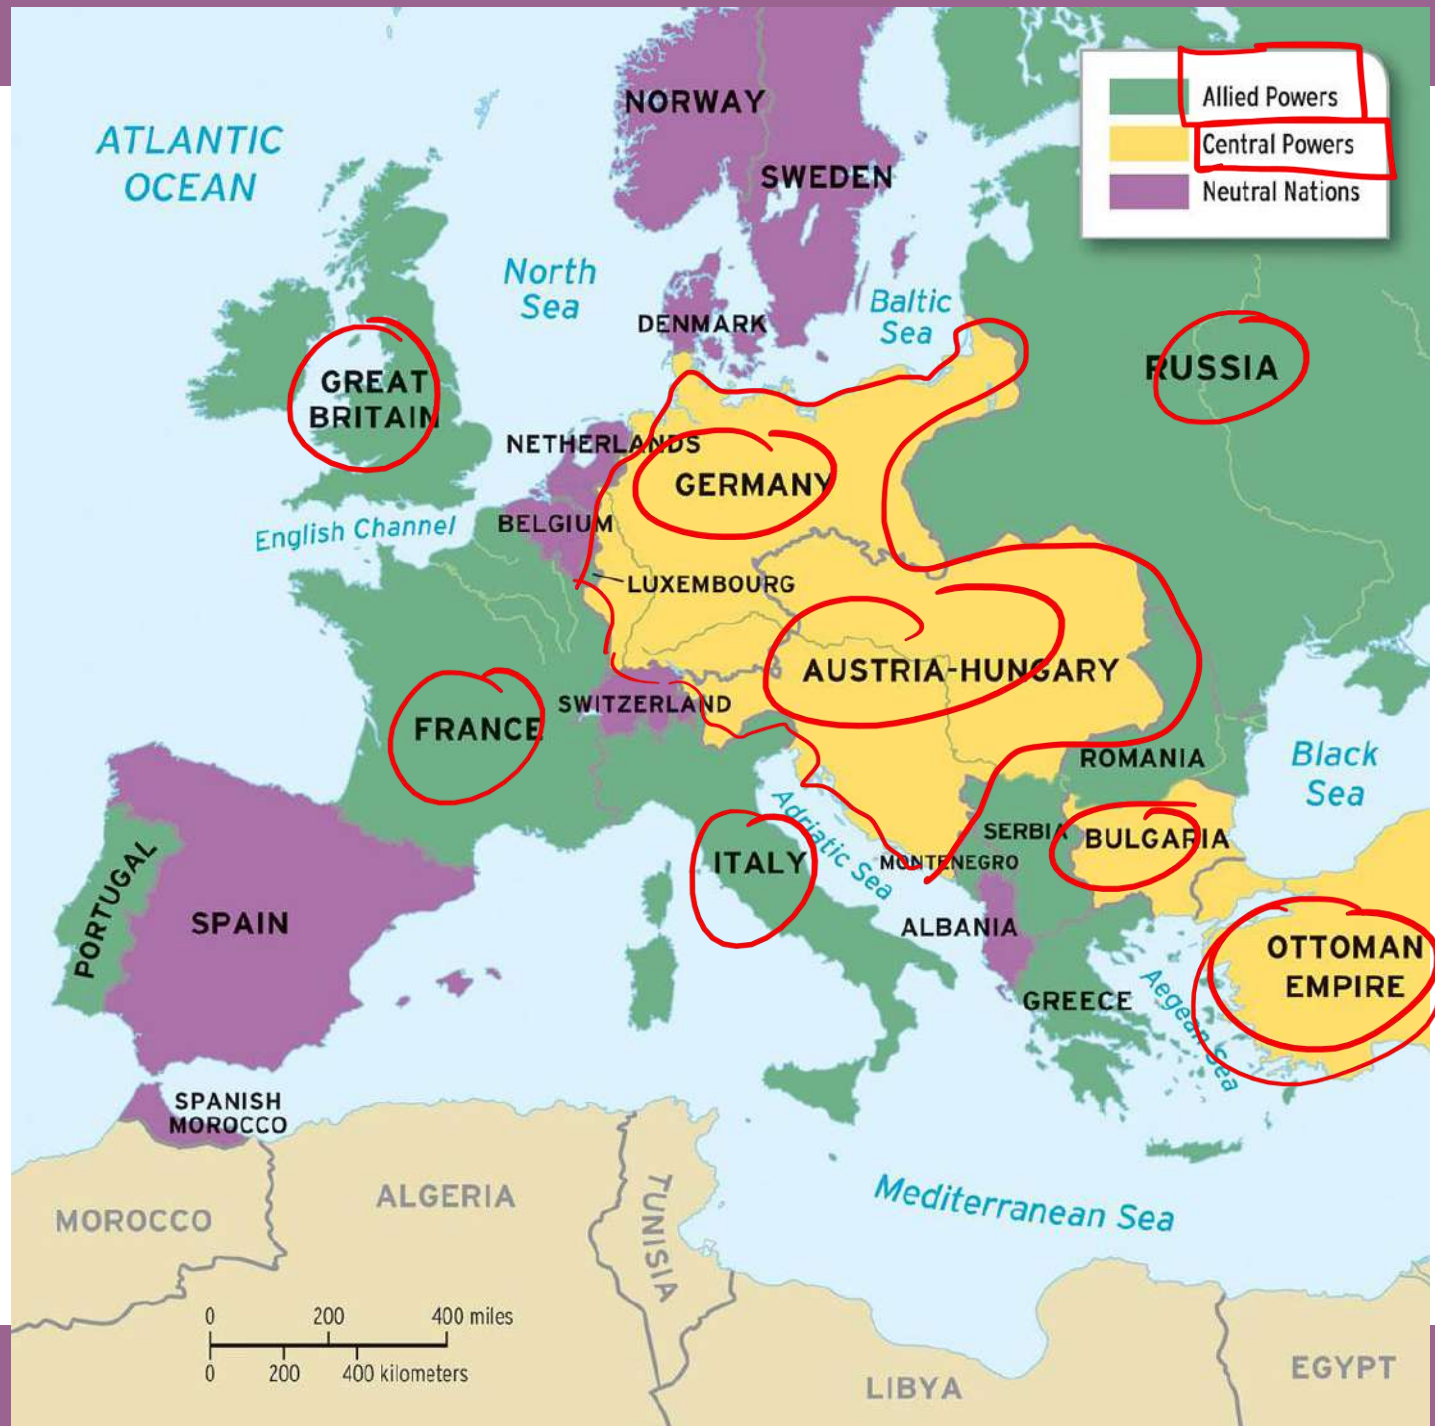 NORWAY
ATLANTIC
OCEAN
SWEDEN
Allied Powers
Central Powers
Neutral Nations
North
Sea
Baltic
Sea
DENMARK
RUSSIA
GREAT
BRITAIN
NETHERLANDS
GERMANY
BELGIUM
English Channel
LUXEMBOURG
AUSTRIA-HUNGARY
SWITZERLAND
FRANCE
ROMANIA
Black
Sea
Adriatic Sea
SERBIA
BULGARIA
ITALY
MONTENEGRO
PORTUGAL
SPAIN
ALBANIA
OTTOMAN
EMPIRE
GREECE
Aegean Sea
SPANISH
MOROCCO
Mediterranean Sea
MOROCCO
ALGERIA
TUNISIA
0 200 400 miles
0 200 400 kilometers
LIBYA
EGYPT